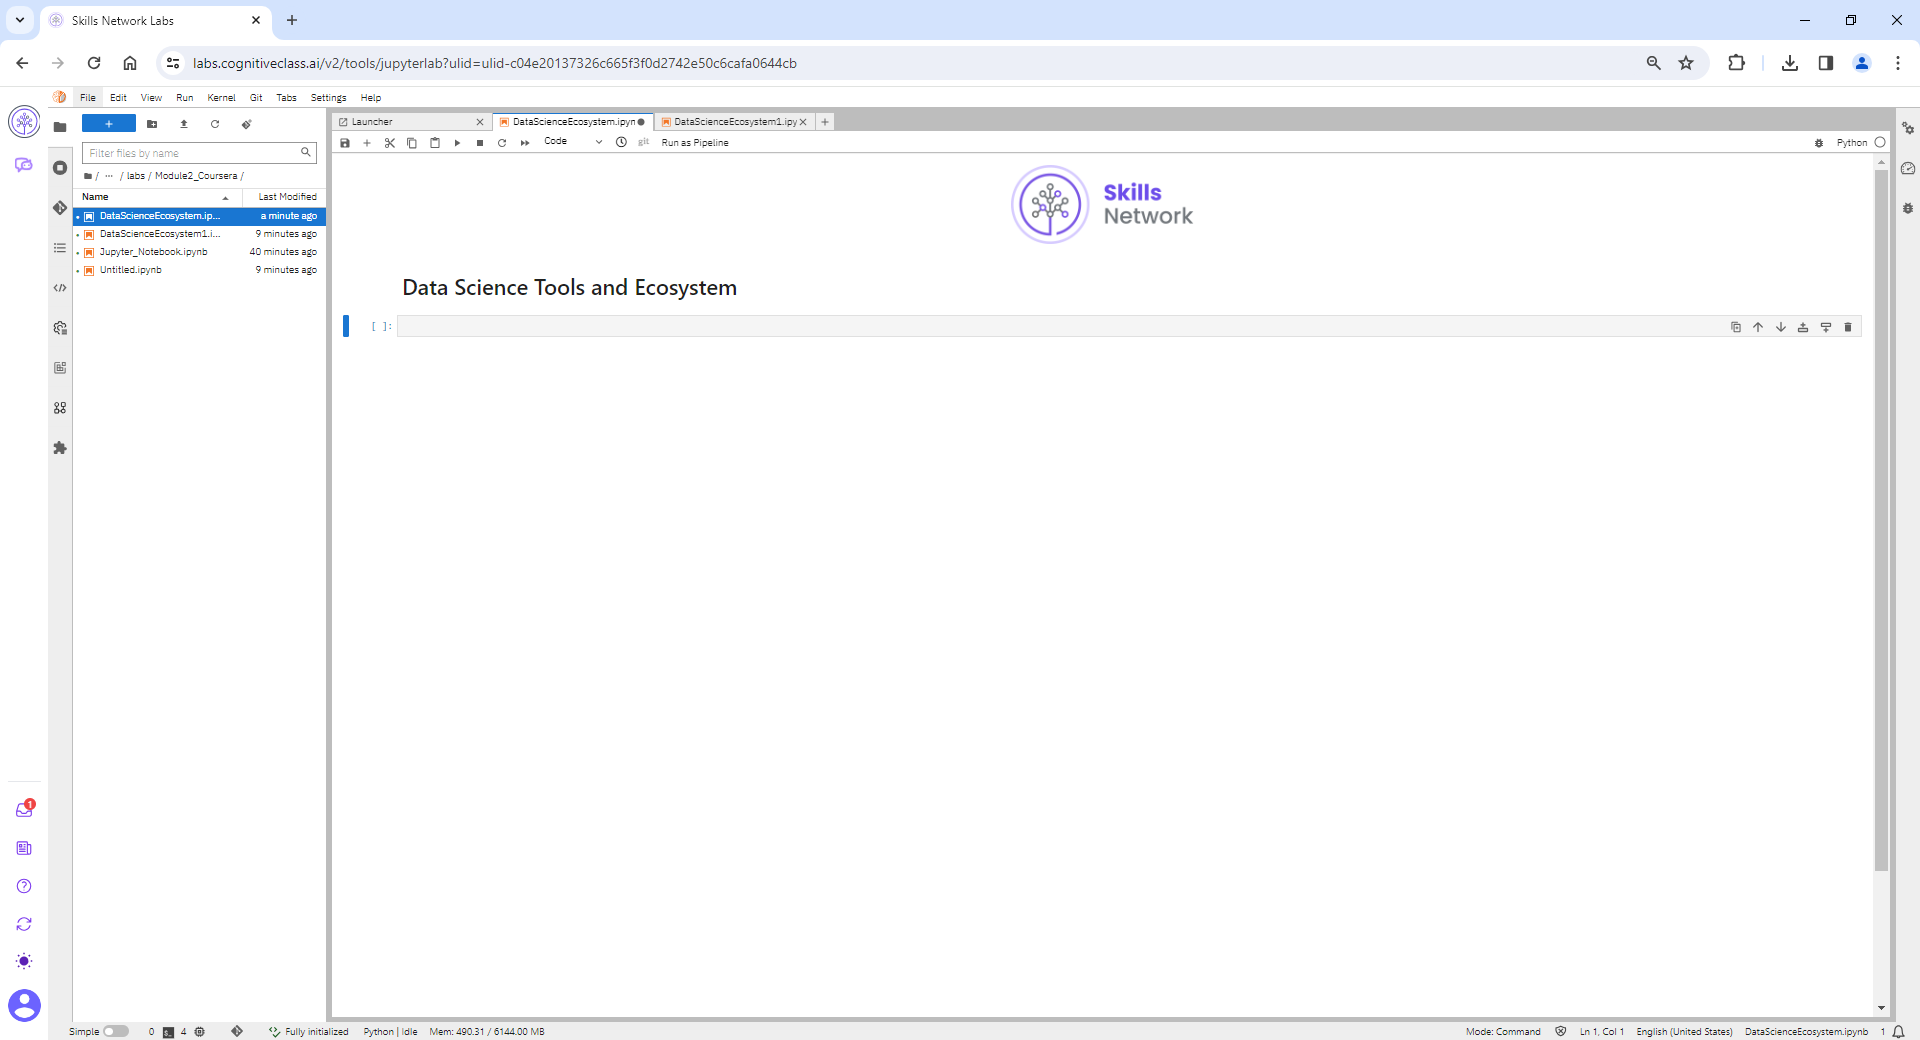 Skills Network Labs
labs.cognitiveclass.ai/v2/tools/jupyterlab?ulid=ulid-c04e20137326c665f3f0d2742e50c6cafa0644cb
File Edit View Run Kernel Git Tabs Settings Help
Launcher DataScienceEcosystem.ipyn DataScienceEcosystem1.ipy
Code git Run as Pipeline Python
Filter files by name
/ ... / labs / Module2_Coursera /
Name Last Modified
DataScienceEcosystem.ip... a minute ago
DataScienceEcosystem1.i... 9 minutes ago
Jupyter_Notebook.ipynb 40 minutes ago
Untitled.ipynb 9 minutes ago
Skills
Network
Data Science Tools and Ecosystem
[ ]:
1
Simple 0 4 Fully initialized Python | Idle Mem: 490.31 / 6144.00 MB Mode: Command Ln 1, Col 1 English (United States) DataScienceEcosystem.ipynb 1